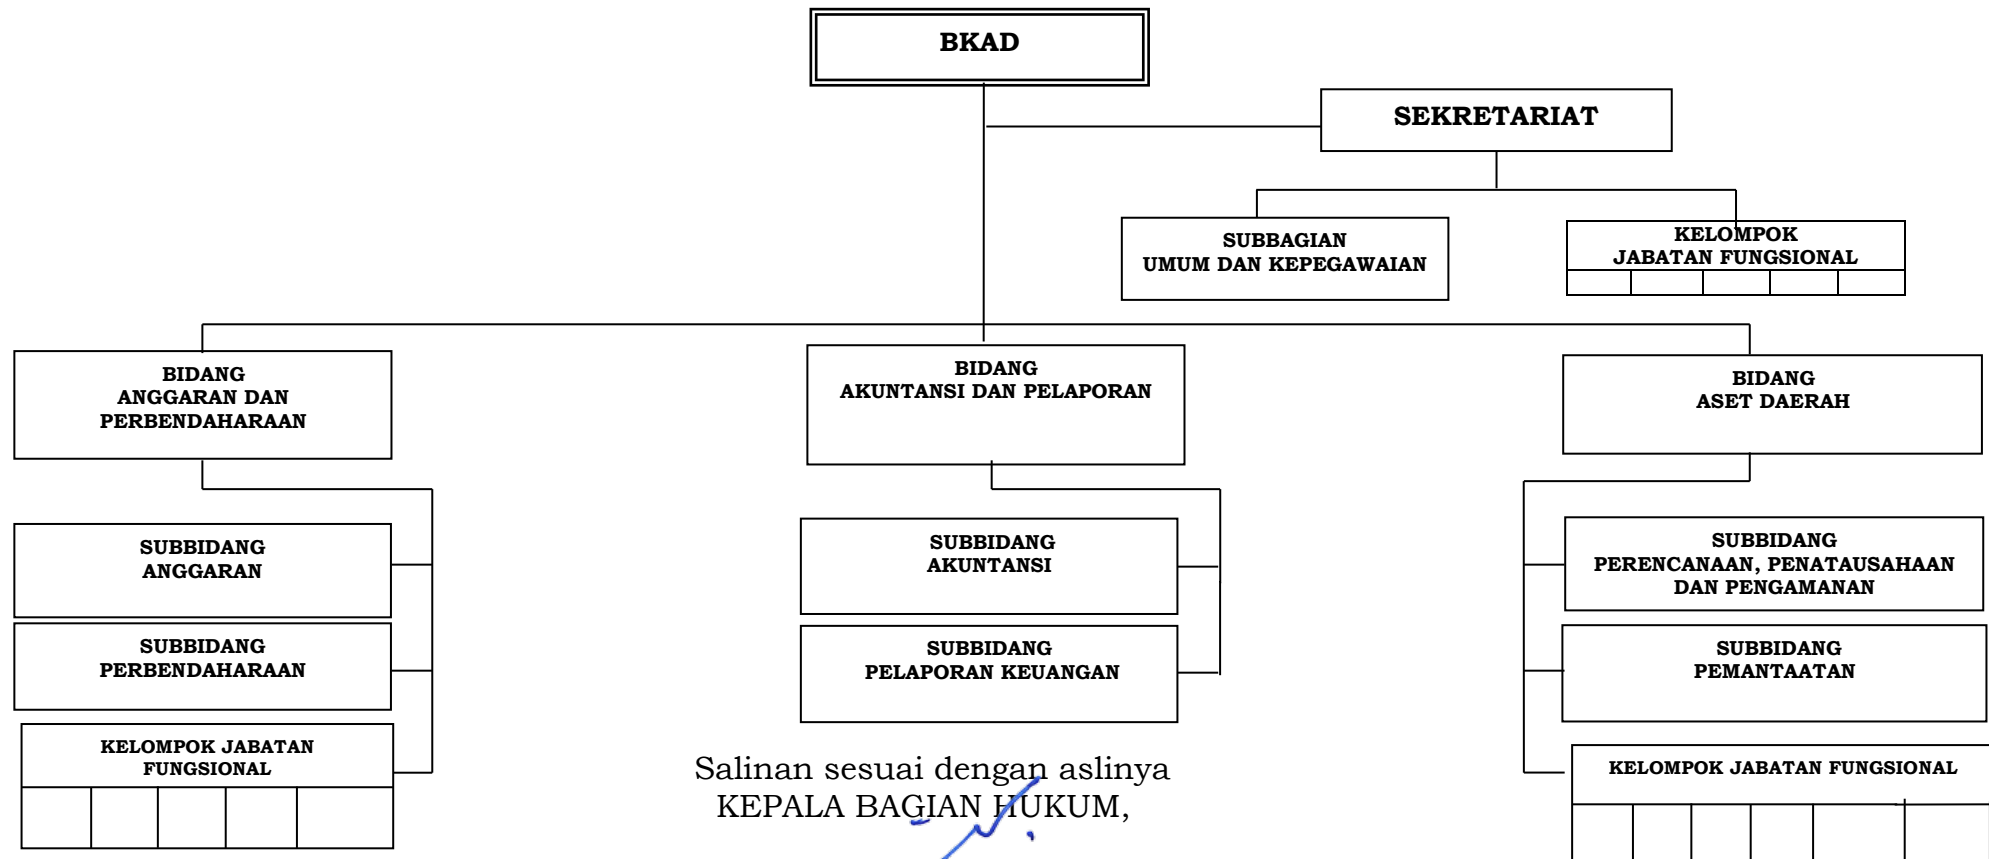 BKAD
SEKRETARIAT
SUBBAGIAN
UMUM DAN KEPEGAWAIAN
KELOMPOK
JABATAN FUNGSIONAL
BIDANG
ANGGARAN DAN
PERBENDAHARAAN
SUBBIDANG
ANGGARAN
SUBBIDANG
PERBENDAHARAAN
KELOMPOK JABATAN
FUNGSIONAL
BIDANG
AKUNTANSI DAN PELAPORAN
SUBBIDANG
AKUNTANSI
SUBBIDANG
PELAPORAN KEUANGAN
BIDANG
ASET DAERAH
SUBBIDANG
PERENCANAAN, PENATAUSAHAAN
DAN PENGAMANAN
SUBBIDANG
PEMANTAATAN
KELOMPOK JABATAN FUNGSIONAL
Salinan sesuai dengan aslinya
KEPALA BAGIAN HUKUM,